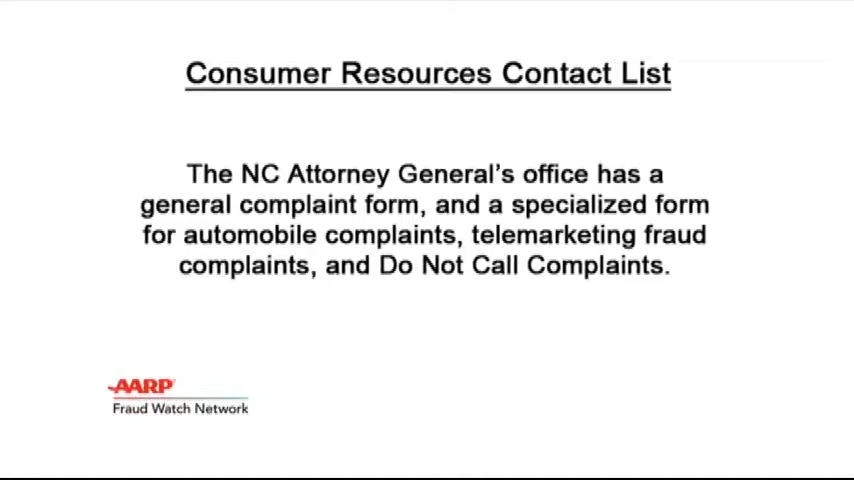 Consumer Resources Contact List
The NC Attorney General's office has a
general complaint form, and a specialized form
for automobile complaints, telemarketing fraud
complaints, and Do Not Call Complaints.
AARP
Fraud Watch Network